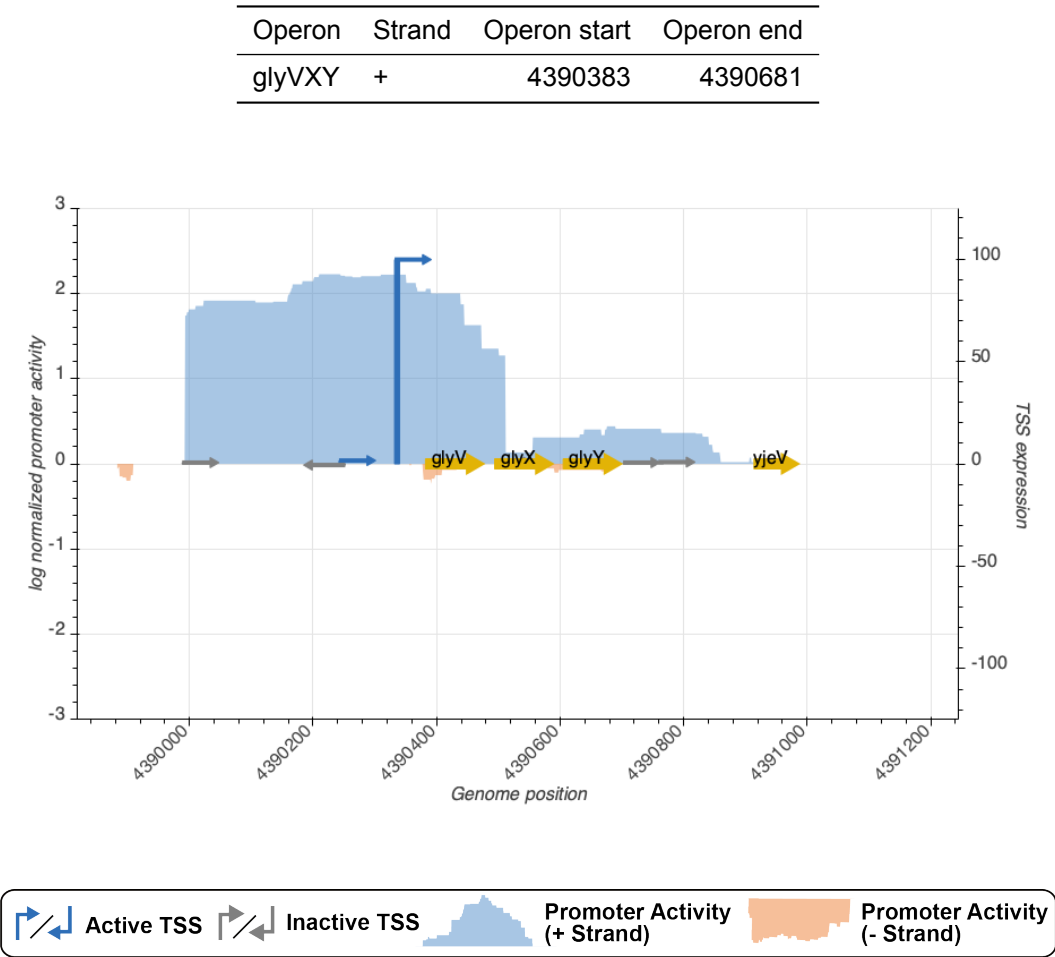 Operon Strand Operon start Operon end
glyVXY + 4390383 4390681
3
2
1
0
-1
-2
-3
log normalized promoter activity
100
50
0
-50
-100
TSS expression
glyV glyX glyY yjeV
4390000 4390200 4390400 4390600 4390800 4391000 4391200
Genome position
Active TSS
Inactive TSS
Promoter Activity
(+ Strand)
Promoter Activity
(- Strand)